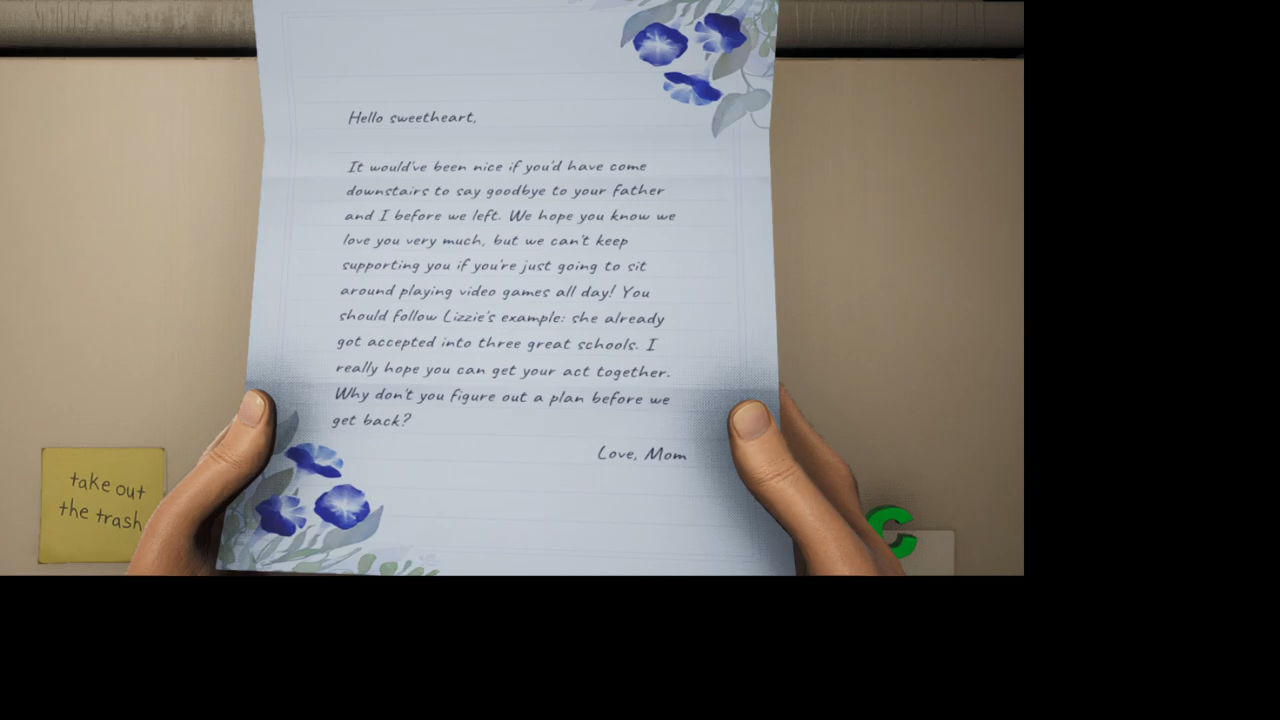 Hello sweetheart,
It would've been nice if you'd have come
downstairs to say goodbye to your father
and I before we left. We hope you know we
love you very much, but we can't keep
supporting you if you're just going to sit
around playing video games all day! You
should follow Lizzie's example: she already
got accepted into three great schools. I
really hope you can get your act together.
Why don't you figure out a plan before we
get back?
Love, Mom
take out
the trash
C